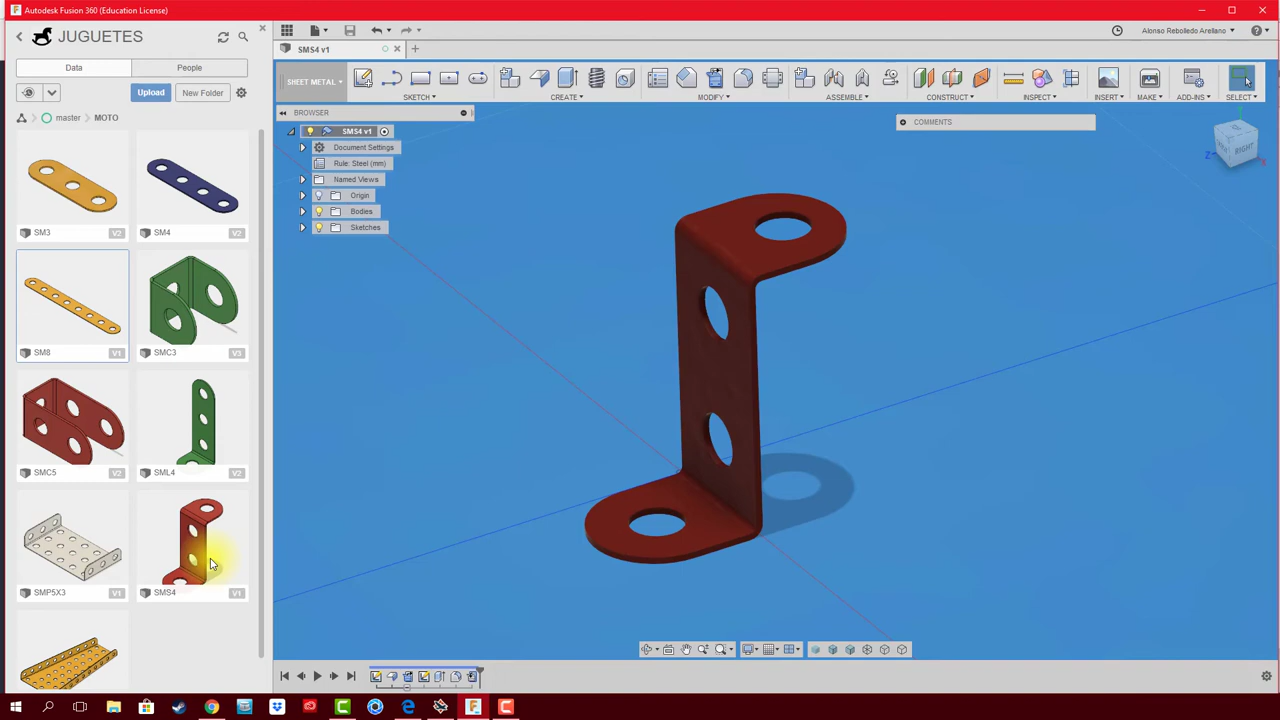 Autodesk Fusion 360 (Education License)
JUGUETES
Data
People
Upload
New Folder
master
MOTO
SM3
V2
SM4
V2
SM8
V1
SMC3
V3
SMC5
V2
SML4
V2
SMP5X3
V1
SMS4
V1
Alonso Rebolledo Arellano
SMS4 v1
SHEET METAL
SKETCH
CREATE
MODIFY
ASSEMBLE
CONSTRUCT
INSPECT
INSERT
MAKE
ADD-INS
SELECT
BROWSER
COMMENTS
SMS4 v1
Document Settings
Rule: Steel (mm)
Named Views
Origin
Bodies
Sketches
RIGHT
Z
X